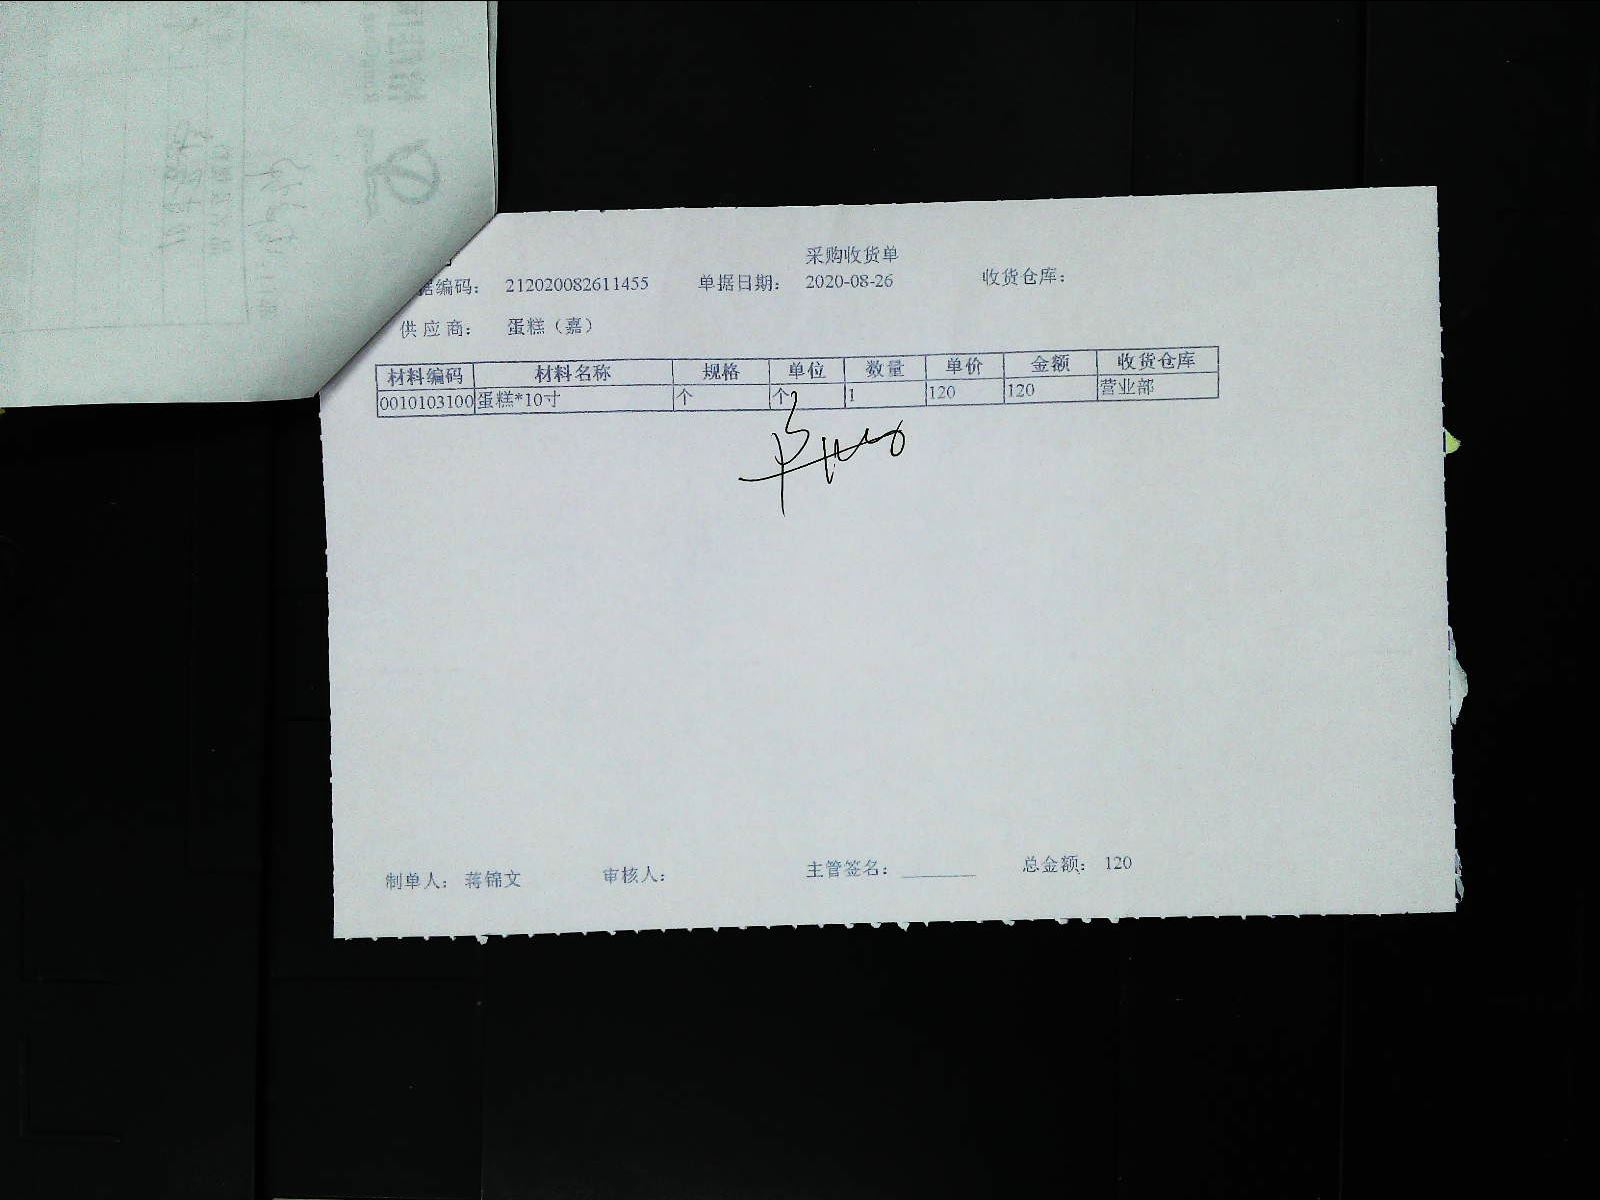 采购收货单
据编码： 212020082611455 单据日期： 2020-08-26 收货仓库：
供应商： 蛋糕（嘉）
材料编码 材料名称 规格 单位 数量 单价 金额 收货仓库
0010103100 蛋糕*10寸 个 个 1 120 120 营业部
制单人： 蒋锦文 审核人： 主管签名： ________ 总金额： 120